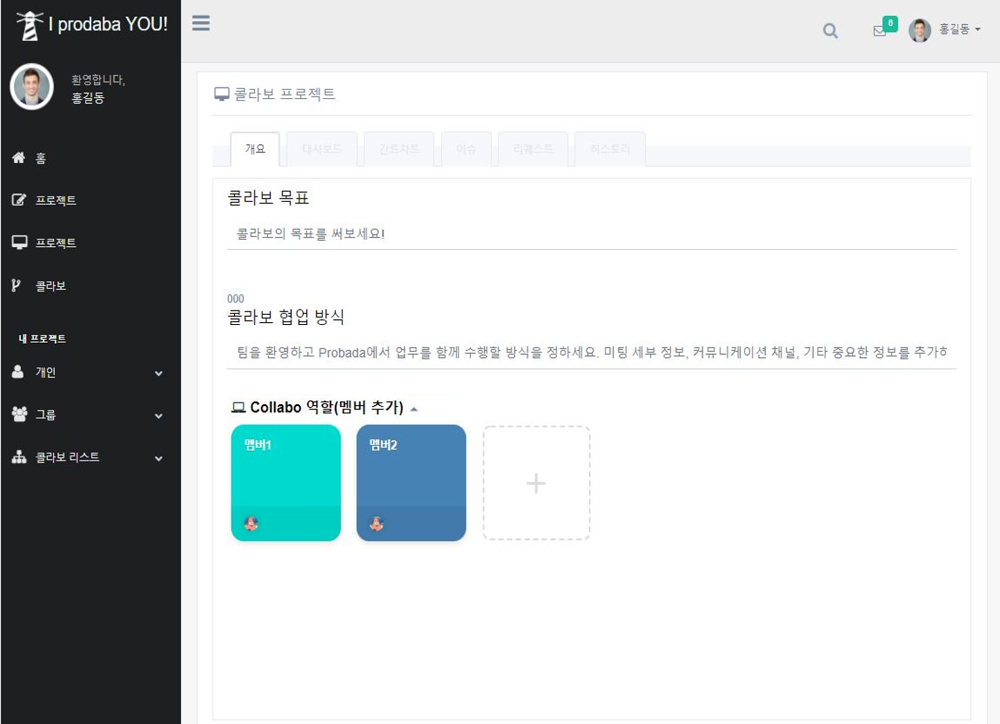 I prodaba YOU!
6
홍길동
환영합니다,
홍길동
홈
프로젝트
프로젝트
콜라보
내 프로젝트
개인
그룹
콜라보 리스트
콜라보 프로젝트
개요
대시보드
간트차트
이슈
리퀘스트
히스토리
콜라보 목표
콜라보의 목표를 써보세요!
000
콜라보 협업 방식
팀을 환영하고 Probada에서 업무를 함께 수행할 방식을 정하세요. 미팅 세부 정보, 커뮤니케이션 채널, 기타 중요한 정보를 추가하
Collabo 역할(멤버 추가)
멤버1
멤버2